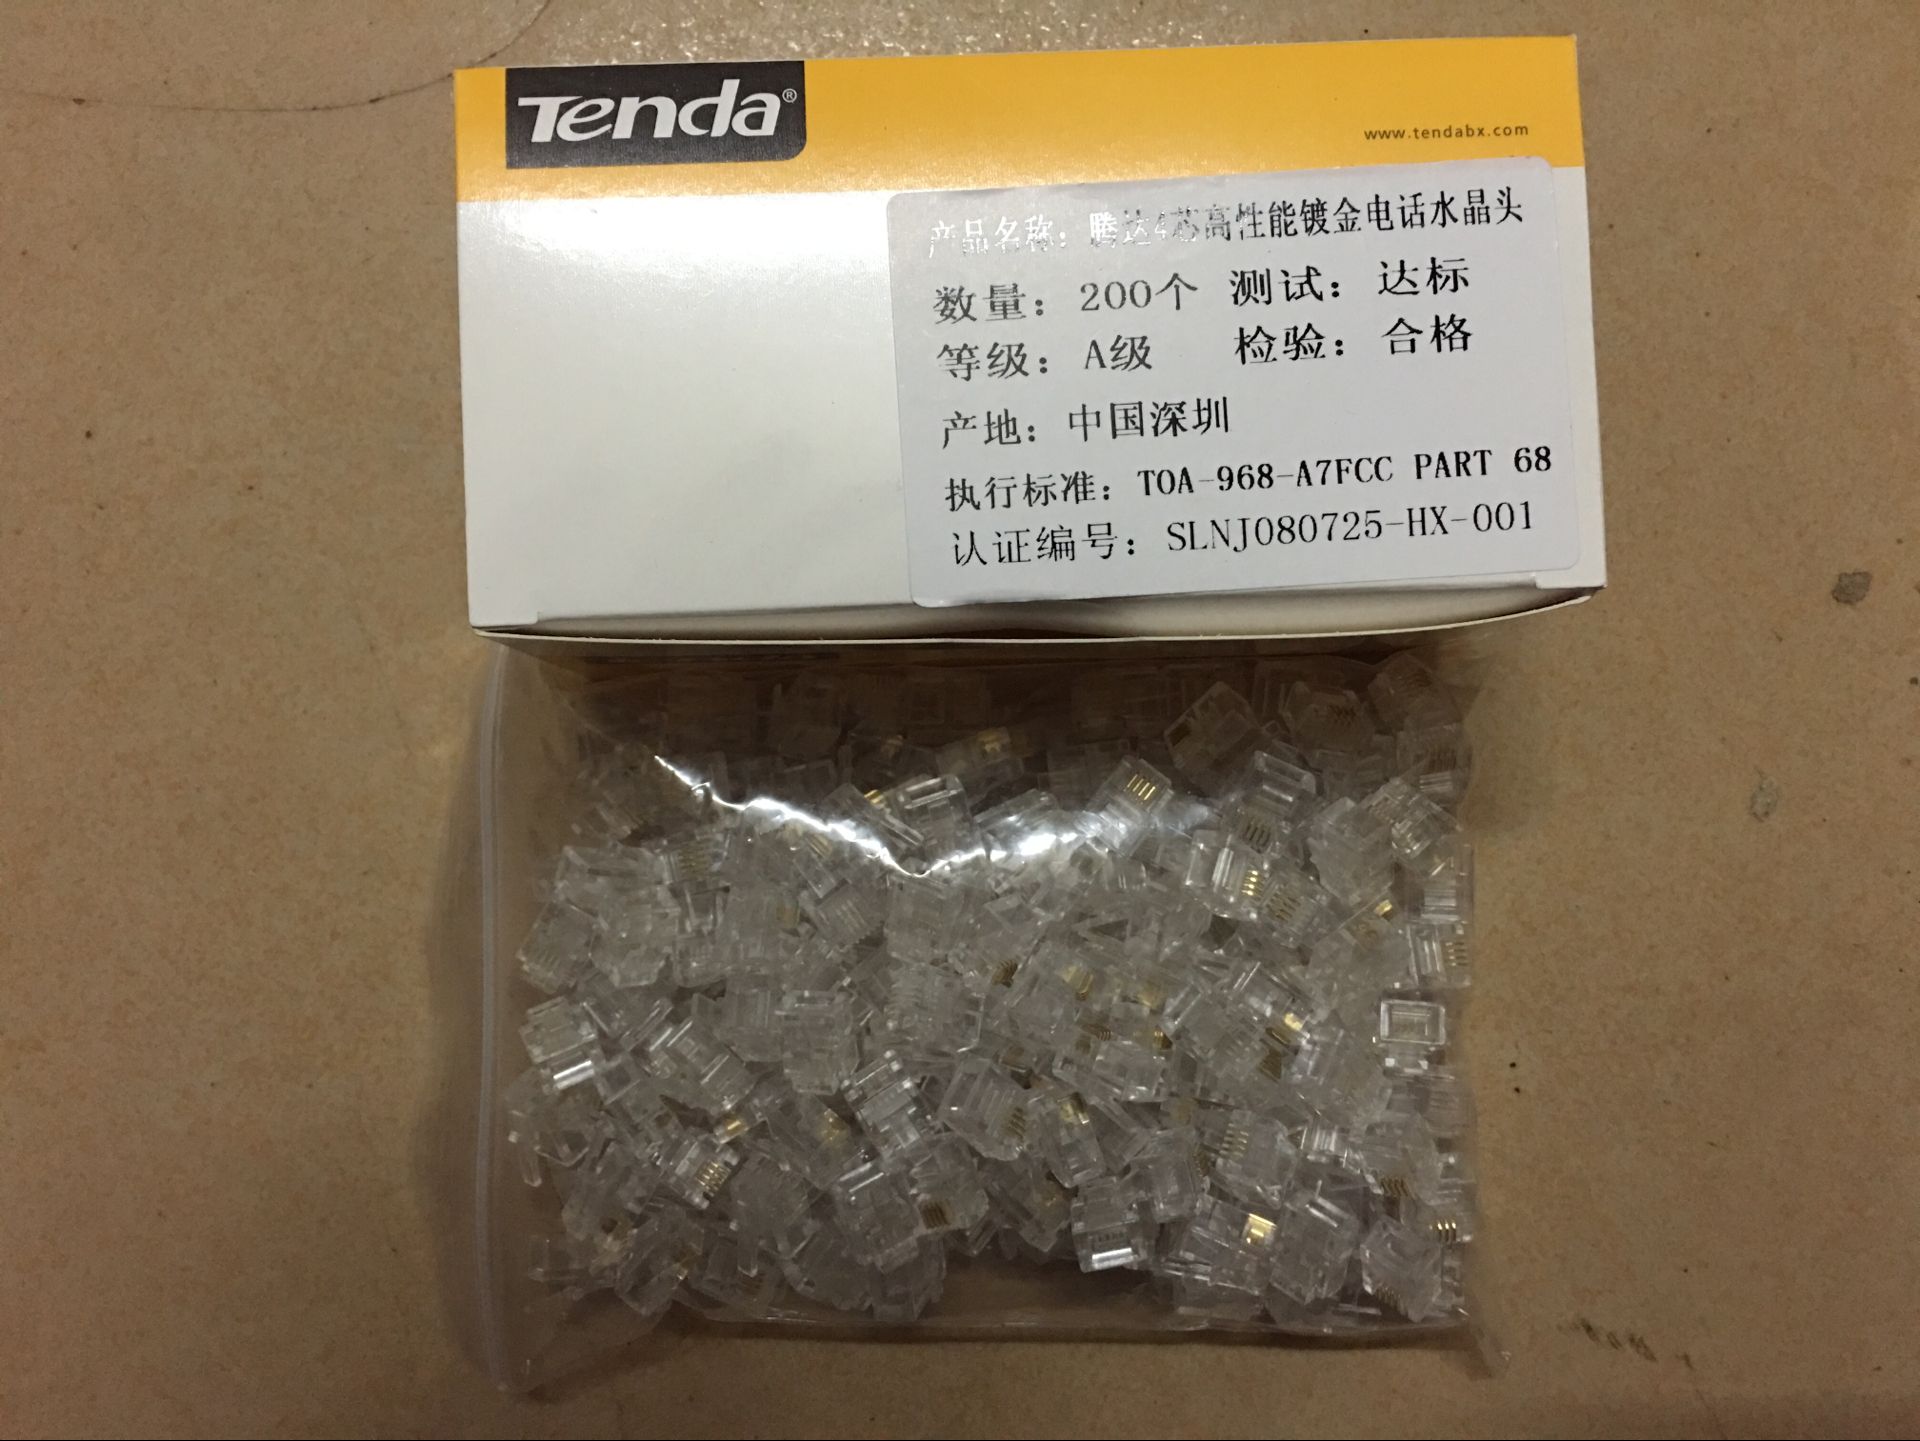 Tenda®
www.tendabx.com
产品名称：腾达4芯高性能镀金电话水晶头
数量：200个 测试：达标
等级：A级 检验：合格
产地：中国深圳
执行标准：TOA-968-A7FCC PART 68
认证编号：SLNJ080725-HX-001